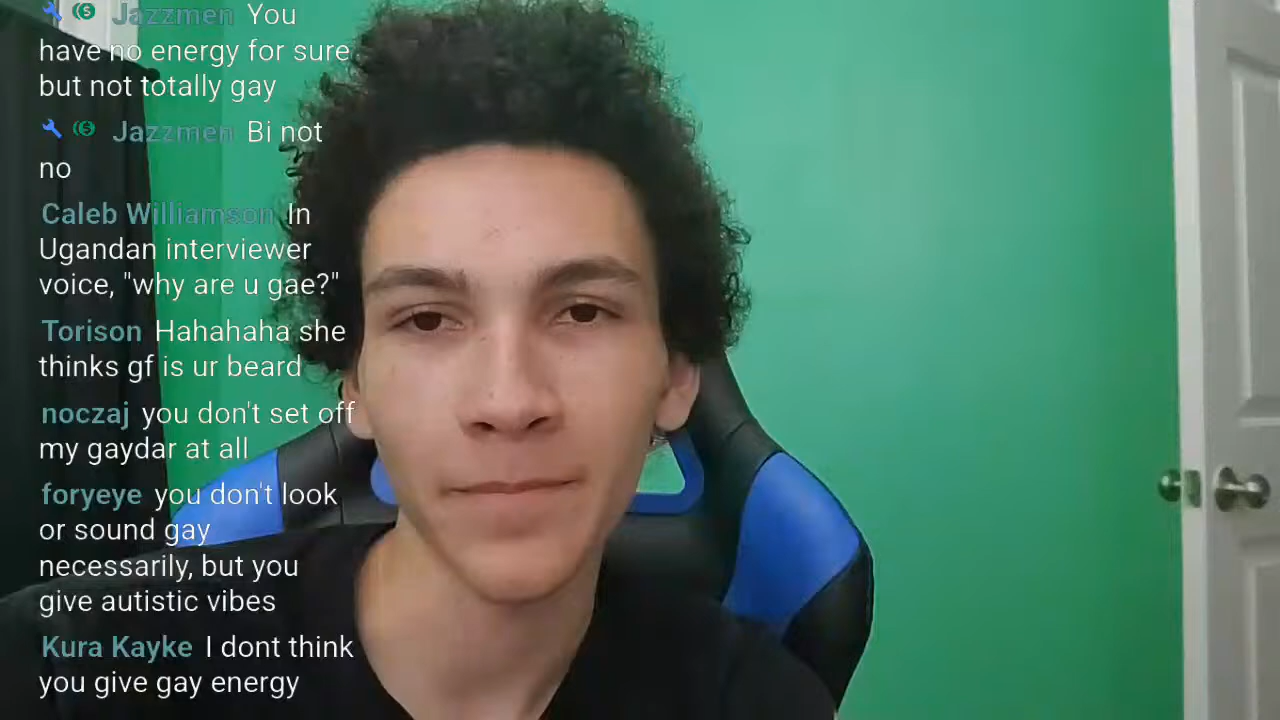 Jazzmen You
have no energy for sure
but not totally gay
Jazzmen Bi not
no
Caleb Williamson In
Ugandan interviewer
voice, "why are u gae?"
Torison Hahahaha she
thinks gf is ur beard
noczaj you don't set off
my gaydar at all
foryeye you don't look
or sound gay
necessarily, but you
give autistic vibes
Kura Kayke I dont think
you give gay energy